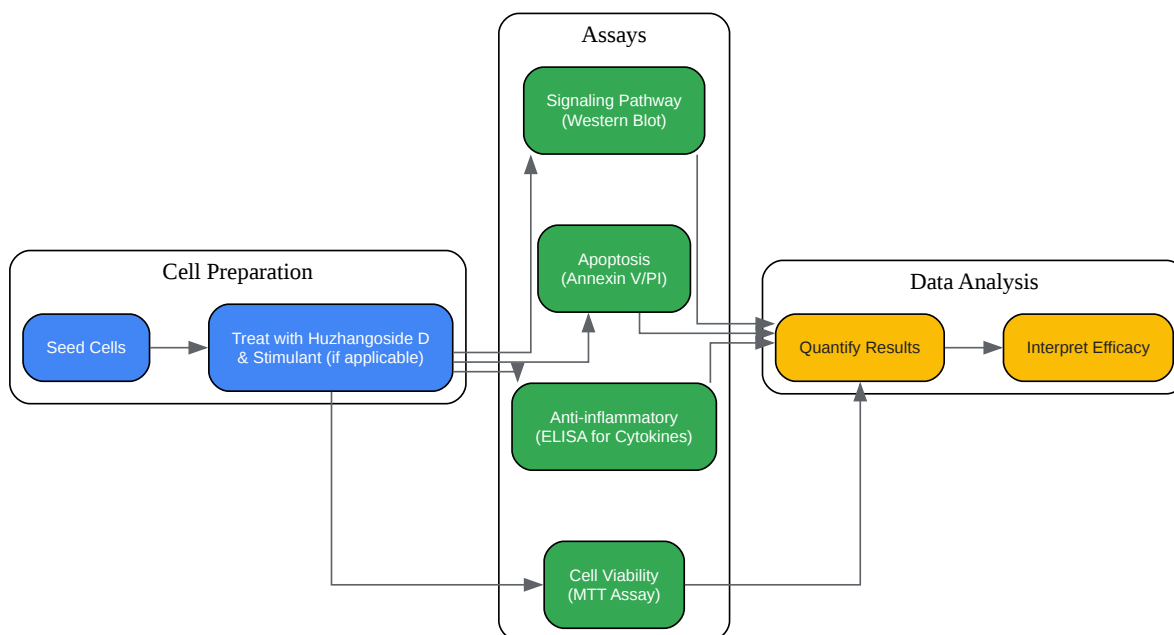 Cell Preparation
Seed Cells
Treat with Huzhangoside D
& Stimulant (if applicable)
Assays
Signaling Pathway
(Western Blot)
Apoptosis
(Annexin V/PI)
Anti-inflammatory
(ELISA for Cytokines)
Cell Viability
(MTT Assay)
Data Analysis
Quantify Results
Interpret Efficacy